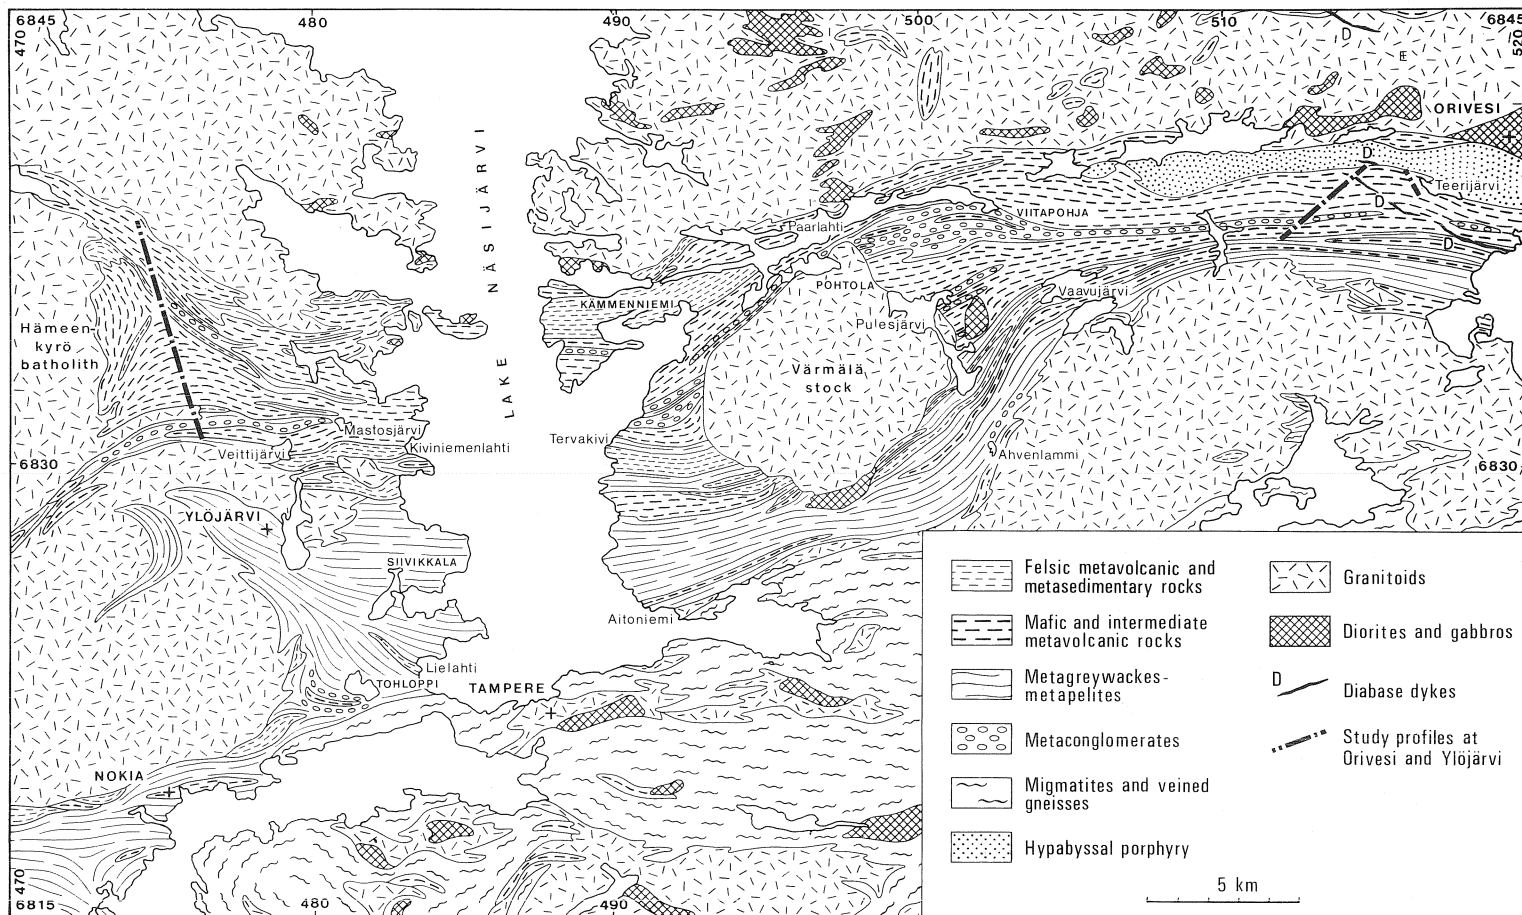 6845
480
490
500
510
6845
470
520
D
E
ORIVESI
LAKE NÄSIJÄRVI
D
Teerijärvi
D
VIITAPOHJA
Paarlahti
D
POHTOLA
Vaavujärvi
KÄMMENNIEMI
Pulesjärvi
Hämeen-
kyrö
batholith
Värmälä
stock
Mastosjärvi
Tervakivi
Kiviniemenlahti
Veittijärvi
Ahvenlammi
6830
6830
YLÖJÄRVI
SIIVIKKALA
Aitoniemi
Lielahti
TOHLOPPI
TAMPERE
NOKIA
470
6815
480
490
Felsic metavolcanic and
metasedimentary rocks
Mafic and intermediate
metavolcanic rocks
Metagreywackes-
metapelites
Metaconglomerates
Migmatites and veined
gneisses
Hypabyssal porphyry
Granitoids
Diorites and gabbros
D
Diabase dykes
Study profiles at
Orivesi and Ylöjärvi
5 km